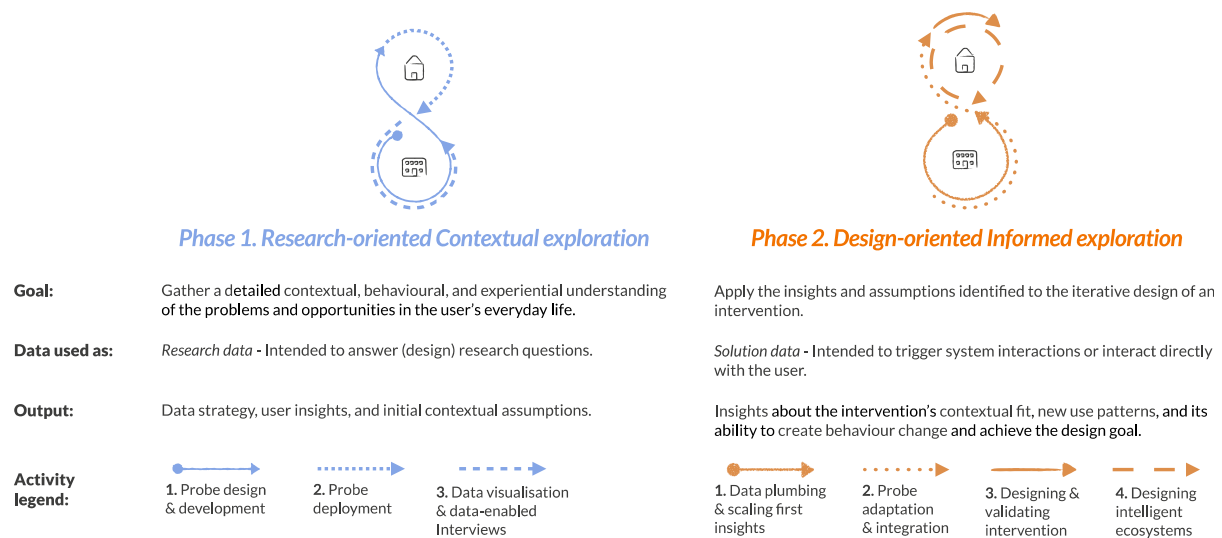 Phase 1. Research-oriented Contextual exploration
Phase 2. Design-oriented Informed exploration
Goal:
Gather a detailed contextual, behavioural, and experiential understanding
of the problems and opportunities in the user's everyday life.
Apply the insights and assumptions identified to the iterative design of an
intervention.
Data used as:
Research data - Intended to answer (design) research questions.
Solution data - Intended to trigger system interactions or interact directly
with the user.
Output:
Data strategy, user insights, and initial contextual assumptions.
Insights about the intervention's contextual fit, new use patterns, and its
ability to create behaviour change and achieve the design goal.
Activity
legend:
1. Probe design
& development
2. Probe
deployment
3. Data visualisation
& data-enabled
Interviews
1. Data plumbing
& scaling first
insights
2. Probe
adaptation
& integration
3. Designing &
validating
intervention
4. Designing
intelligent
ecosystems